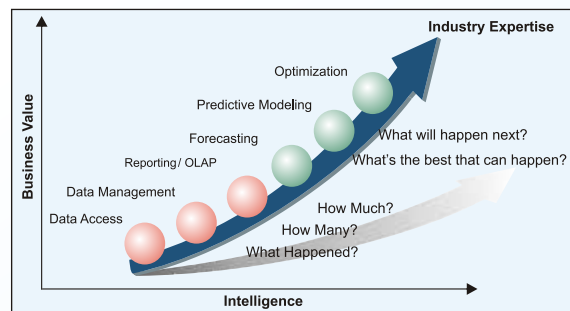 Industry Expertise
Optimization
Predictive Modeling
Forecasting
Reporting/ OLAP
Data Management
Data Access
What will happen next?
What's the best that can happen?
How Much?
How Many?
What Happened?
Business Value
Intelligence